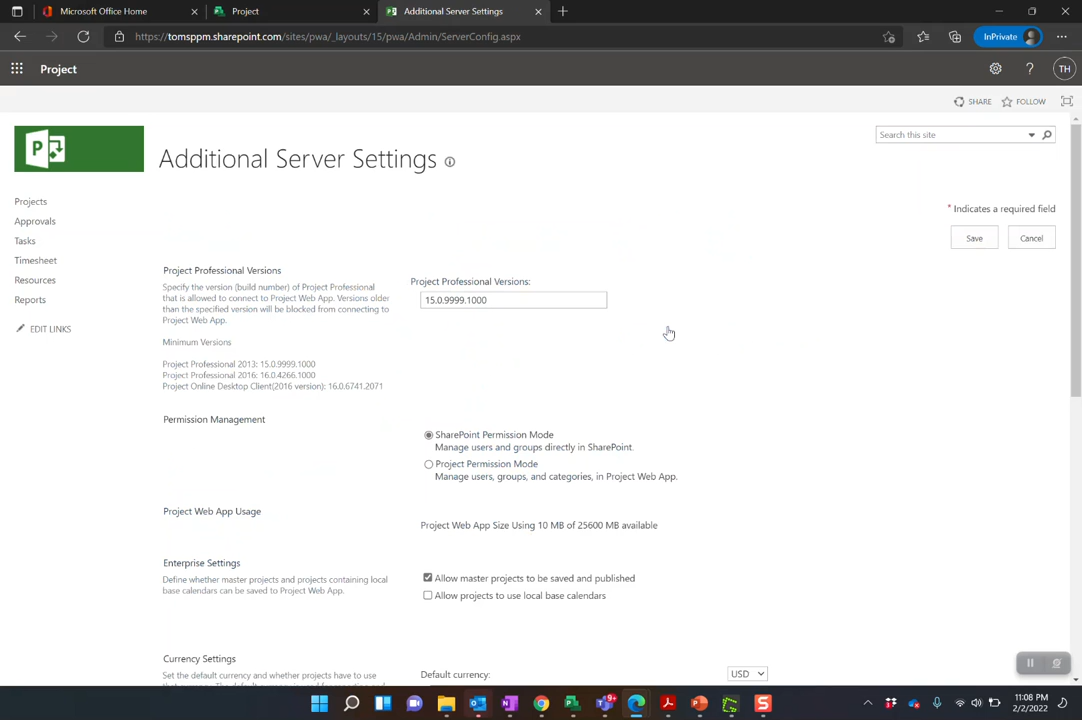 Microsoft Office Home
Project
Additional Server Settings
https://tomsppm.sharepoint.com/sites/pwa/_layouts/15/pwa/Admin/ServerConfig.aspx
InPrivate
Project
TH
SHARE
FOLLOW
P
Additional Server Settings
Search this site
Projects
Approvals
Tasks
Timesheet
Resources
Reports
EDIT LINKS
* Indicates a required field
Save
Cancel
Project Professional Versions
Specify the version (build number) of Project Professional
that is allowed to connect to Project Web App. Versions older
than the specified version will be blocked from connecting to
Project Web App.
Minimum Versions
Project Professional 2013: 15.0.9999.1000
Project Professional 2016: 16.0.4266.1000
Project Online Desktop Client(2016 version): 16.0.6741.2071
Project Professional Versions:
15.0.9999.1000
Permission Management
SharePoint Permission Mode
Manage users and groups directly in SharePoint.
Project Permission Mode
Manage users, groups, and categories, in Project Web App.
Project Web App Usage
Project Web App Size Using 10 MB of 25600 MB available
Enterprise Settings
Define whether master projects and projects containing local
base calendars can be saved to Project Web App.
Allow master projects to be saved and published
Allow projects to use local base calendars
Currency Settings
Default currency:
USD
11:08 PM
2/2/2022